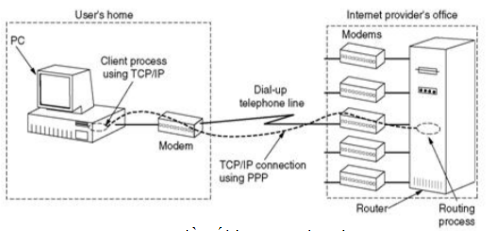 User's home
Internet provider's office
PC
Modems
Client process
using TCP/IP
Dial-up
telephone line
Modem
TCP/IP connection
using PPP
Router
Routing
process